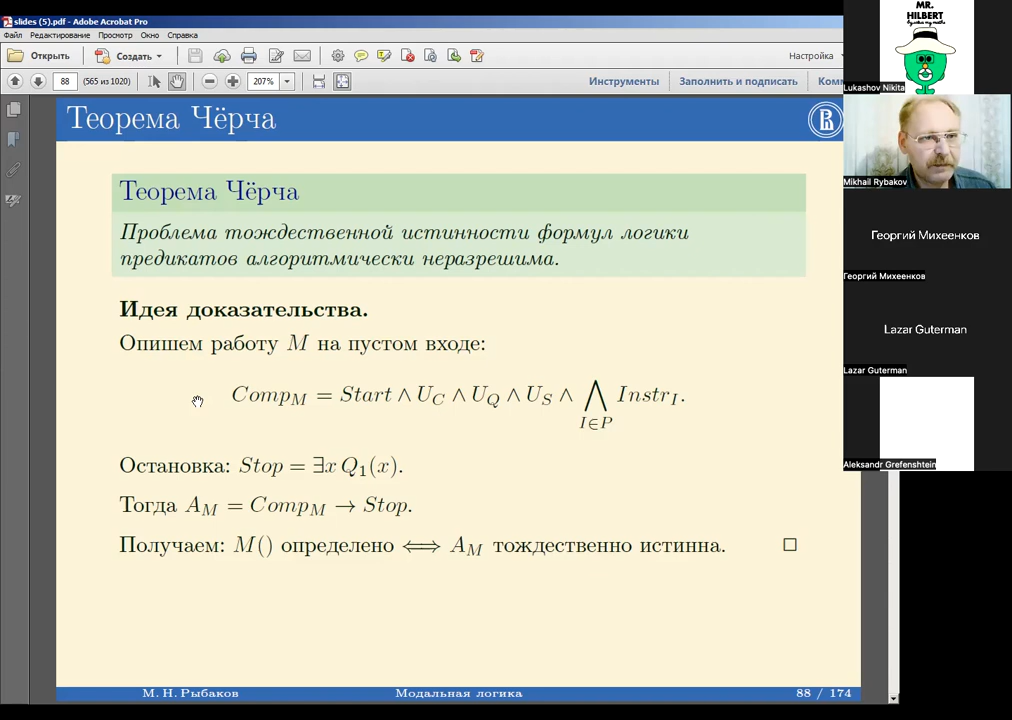 slides (5).pdf - Adobe Acrobat Pro
Файл Редактирование Просмотр Окно Справка
Открыть Создать Настройка
88 (565 из 1020) 207% Инструменты Заполнить и подписать Комм
Теорема Чёрча
Теорема Чёрча
Проблема тождественной истинности формул логики
предикатов алгоритмически неразрешима.
Идея доказательства.
Опишем работу M на пустом входе:
Comp_M = Start ∧ U_C ∧ U_Q ∧ U_S ∧ ⋀_{I∈P} Instr_I.
Остановка: Stop = ∃x Q₁(x).
Тогда A_M = Comp_M → Stop.
Получаем: M() определено ⟺ A_M тождественно истинна. □
М. Н. Рыбаков Модальная логика 88 / 174
MR.
HILBERT
Lukashov Nikita
Mikhail Rybakov
Георгий Михеенков
Георгий Михеенков
Lazar Guterman
Lazar Guterman
Aleksandr Grefenshtein